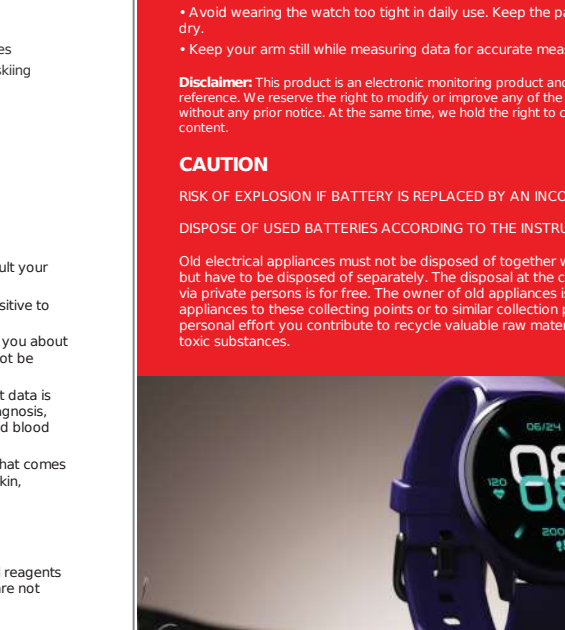 es
skiing
ult your
sitive to
you about
ot be
t data is
agnosis,
d blood
hat comes
kin,
reagents
are not
• Avoid wearing the watch too tight in daily use. Keep the pa
dry.
• Keep your arm still while measuring data for accurate mea
Disclaimer: This product is an electronic monitoring product and
reference. We reserve the right to modify or improve any of the
without any prior notice. At the same time, we hold the right to c
content.
CAUTION
RISK OF EXPLOSION IF BATTERY IS REPLACED BY AN INCO
DISPOSE OF USED BATTERIES ACCORDING TO THE INSTRU
Old electrical appliances must not be disposed of together w
but have to be disposed of separately. The disposal at the c
via private persons is for free. The owner of old appliances is
appliances to these collecting points or to similar collection p
personal effort you contribute to recycle valuable raw mater
toxic substances.
06/24
08
120
08
200